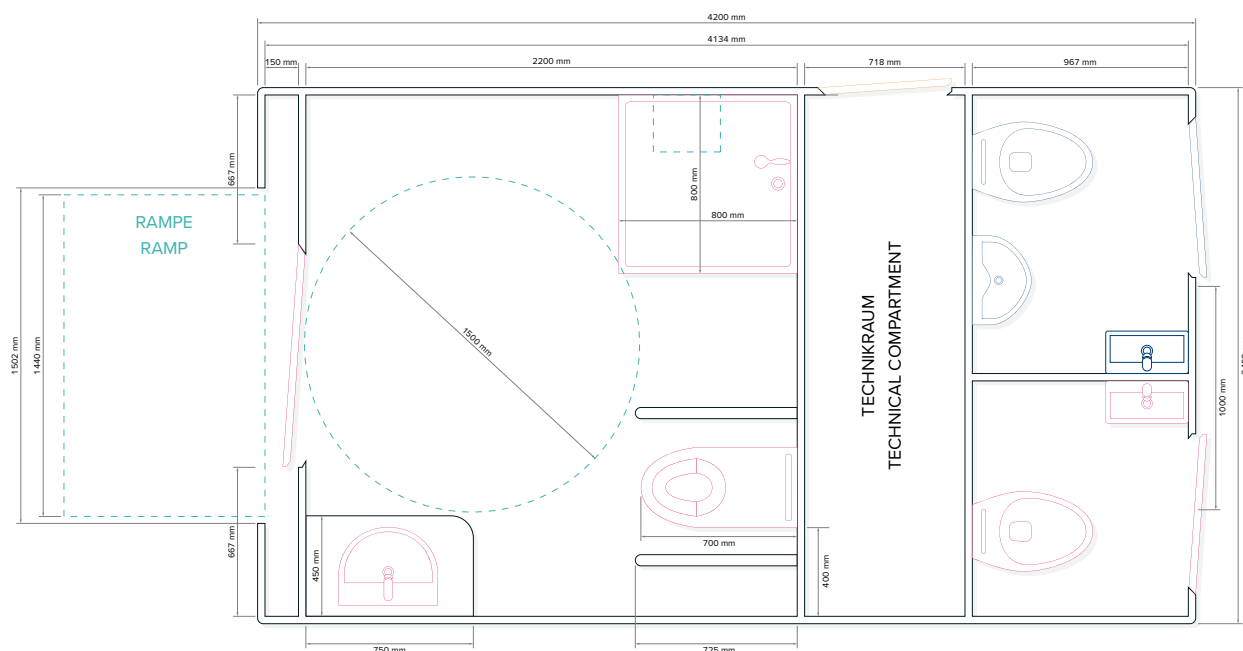 4200 mm
4134 mm
150 mm
2200 mm
718 mm
967 mm
667 mm
RAMPE
RAMP
800 mm
800 mm
1500 mm
1502 mm
1440 mm
TECHNIKRAUM
TECHNICAL COMPARTMENT
1000 mm
667 mm
450 mm
700 mm
400 mm
750 mm
725 mm